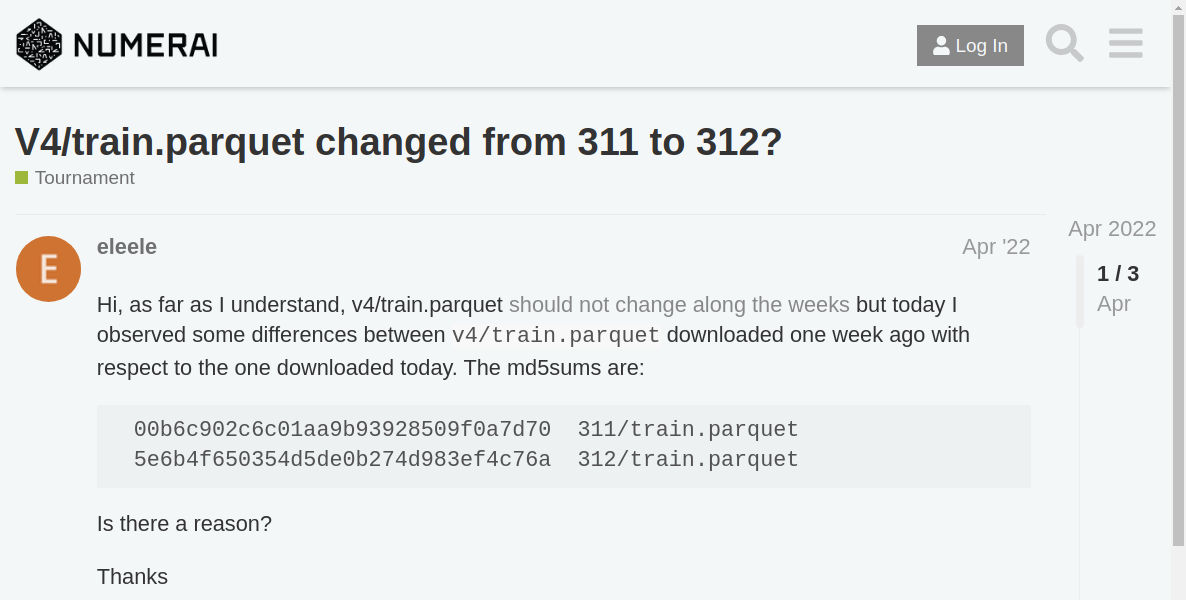 NUMERAI
Log In
V4/train.parquet changed from 311 to 312?
Tournament
E
eleele
Apr '22
Hi, as far as I understand, v4/train.parquet should not change along the weeks but today I
observed some differences between v4/train.parquet downloaded one week ago with
respect to the one downloaded today. The md5sums are:
00b6c902c6c01aa9b93928509f0a7d70  311/train.parquet
5e6b4f650354d5de0b274d983ef4c76a  312/train.parquet
Is there a reason?
Thanks
Apr 2022
1 / 3
Apr